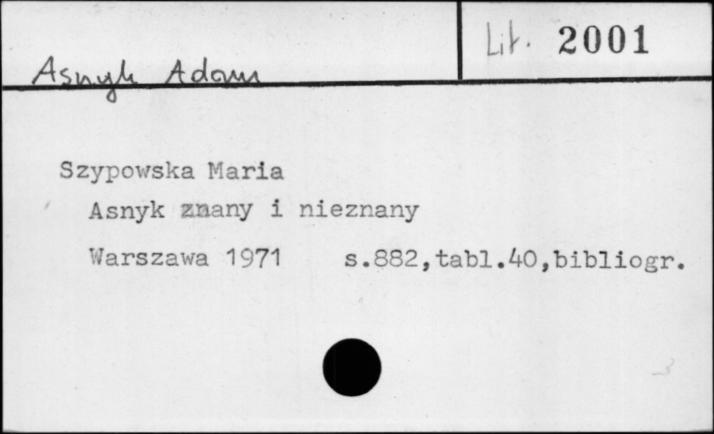 Asnyk Adam
Lit. 2001
Szypowska Maria
Asnyk znany i nieznany
Warszawa 1971 s.882,tabl.40,bibliogr.